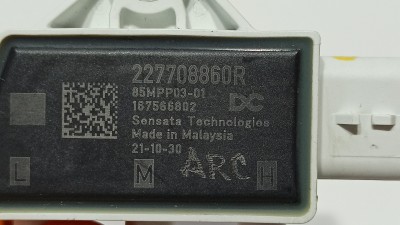 227708860R
85MPP03-01 DC
167566802
Sensata Technologies
Made in Malaysia
21-10-30 ARC
L M H